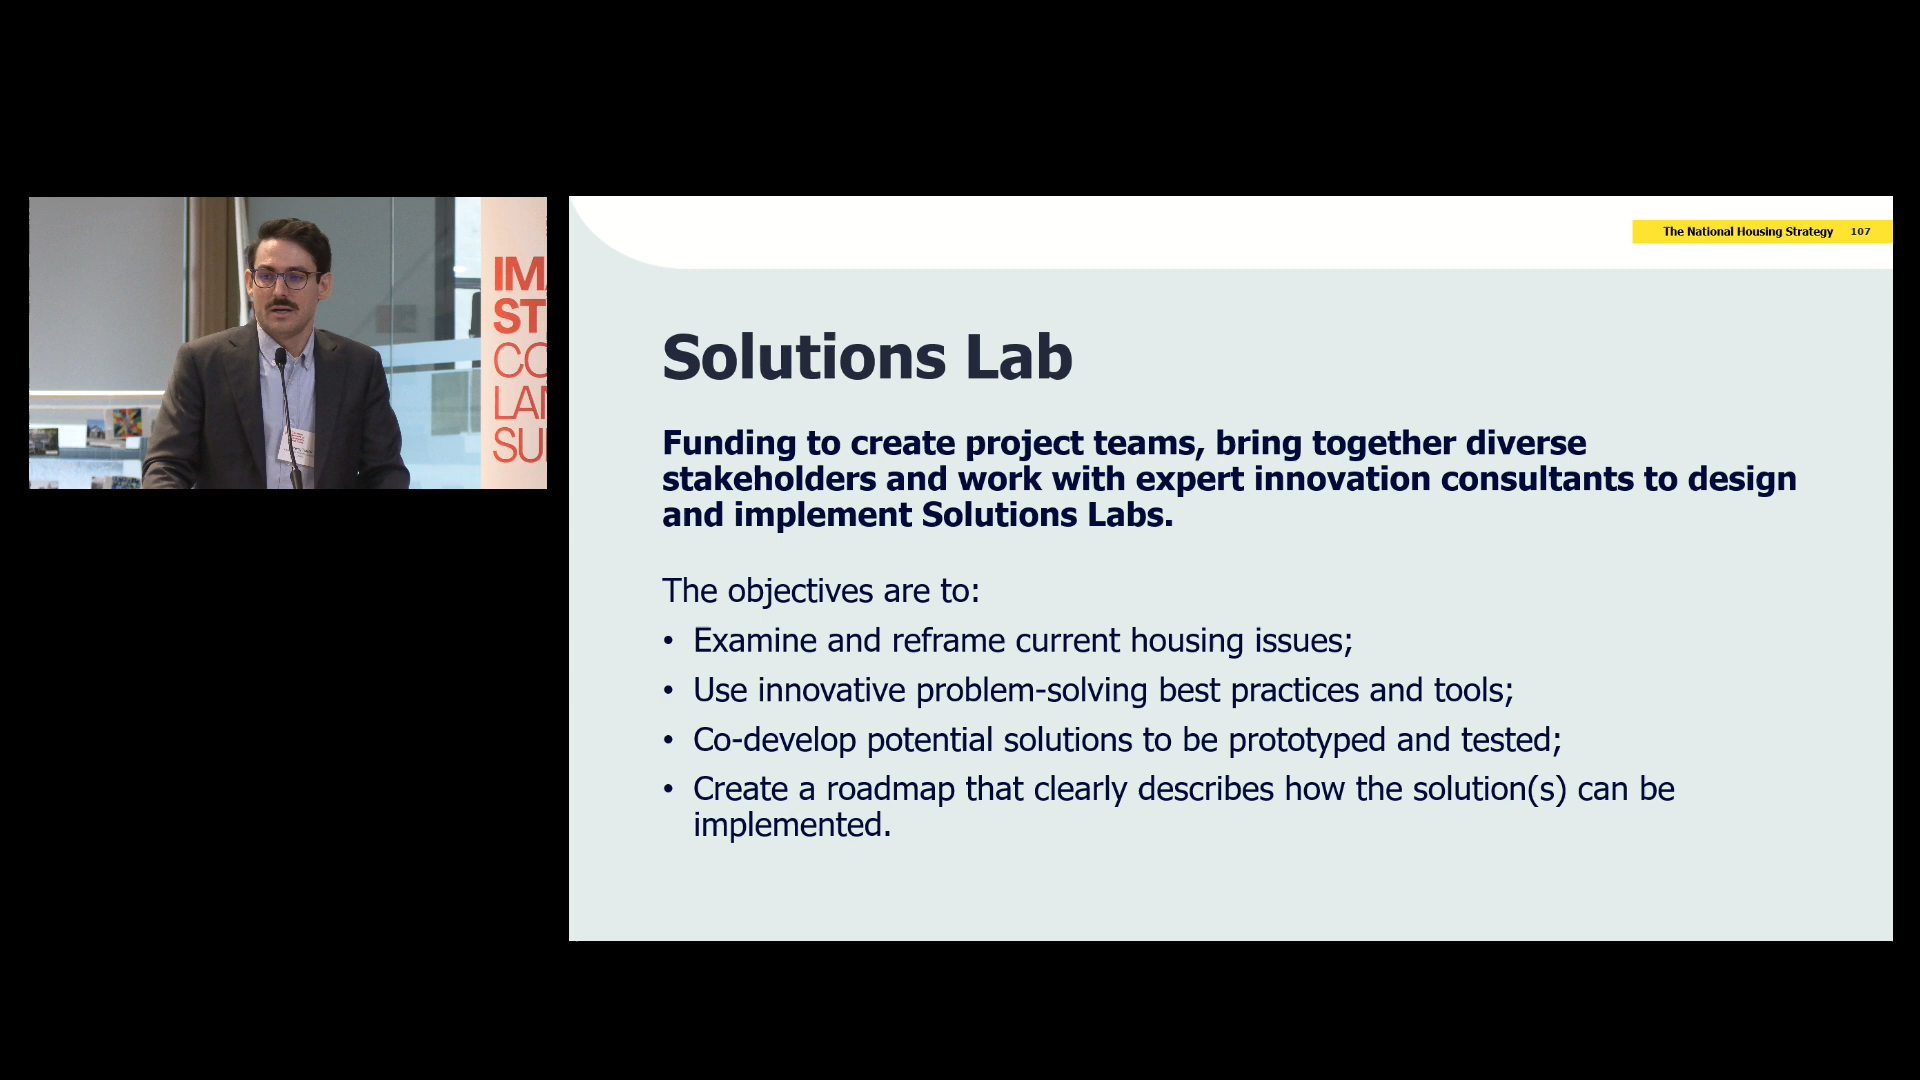 IM
ST
CO
LAN
SU
The National Housing Strategy 107
Solutions Lab
Funding to create project teams, bring together diverse
stakeholders and work with expert innovation consultants to design
and implement Solutions Labs.
The objectives are to:
• Examine and reframe current housing issues;
• Use innovative problem-solving best practices and tools;
• Co-develop potential solutions to be prototyped and tested;
• Create a roadmap that clearly describes how the solution(s) can be
implemented.